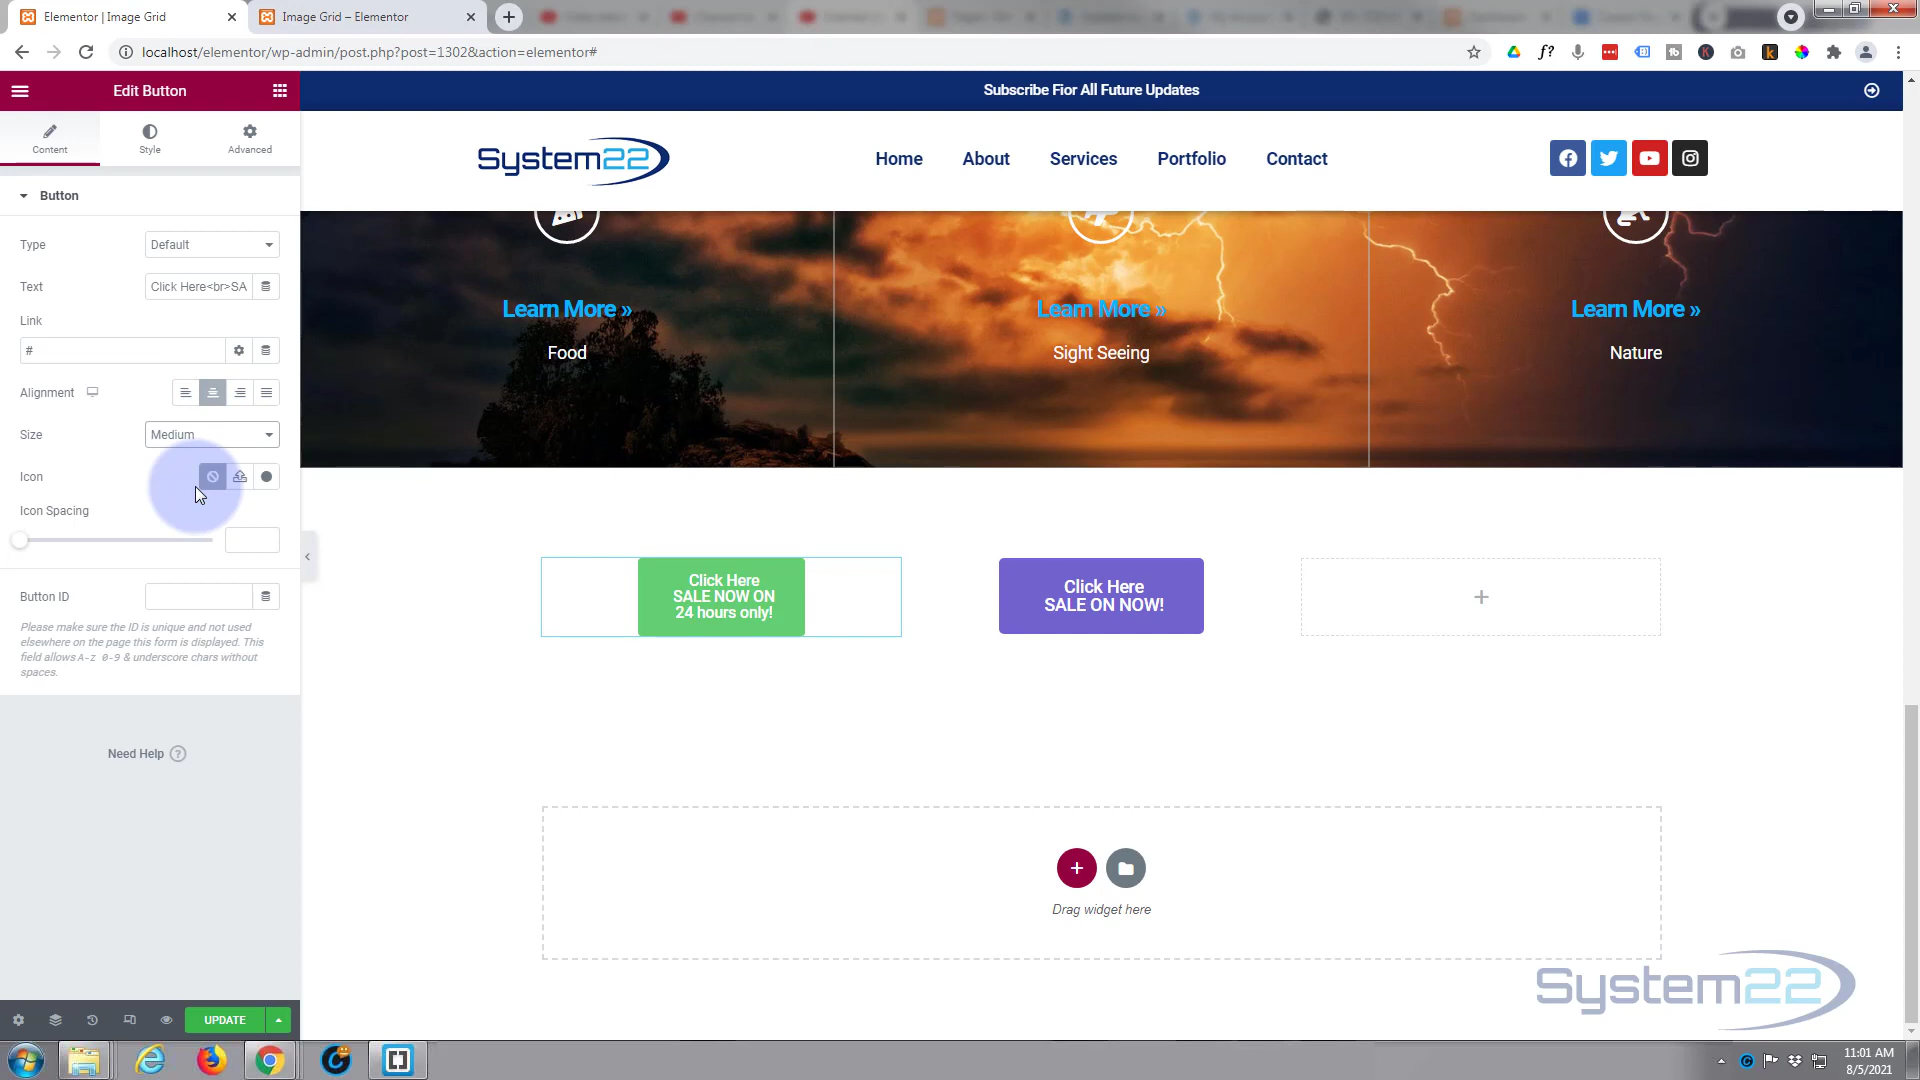 Elementor | Image Grid
Image Grid – Elementor
localhost/elementor/wp-admin/post.php?post=1302&action=elementor#
Edit Button
Content
Style
Advanced
Button
Type
Default
Text
Click Here<br>SA
Link
#
Alignment
Size
Medium
Icon
Icon Spacing
Button ID
Please make sure the ID is unique and not used
elsewhere on the page this form is displayed. This
field allows A-z 0-9 & underscore chars without
spaces.
Need Help ?
UPDATE
Subscribe Fior All Future Updates
System22
Home
About
Services
Portfolio
Contact
Learn More »
Food
Learn More »
Sight Seeing
Learn More »
Nature
Click Here
SALE NOW ON
24 hours only!
Click Here
SALE ON NOW!
Drag widget here
System22
11:01 AM
8/5/2021